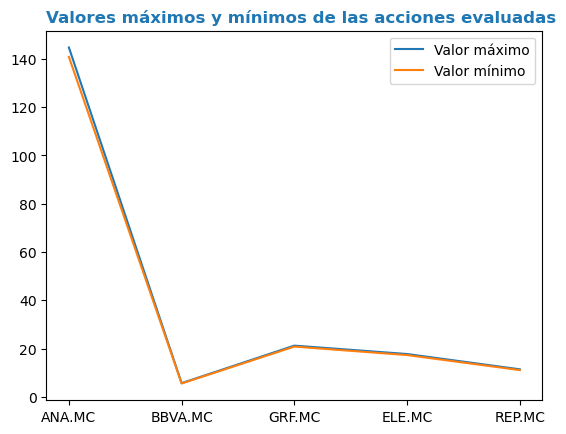 Valores máximos y mínimos de las acciones evaluadas
Valor máximo
Valor mínimo
140
120
100
80
60
40
20
0
ANA.MC BBVA.MC GRF.MC ELE.MC REP.MC